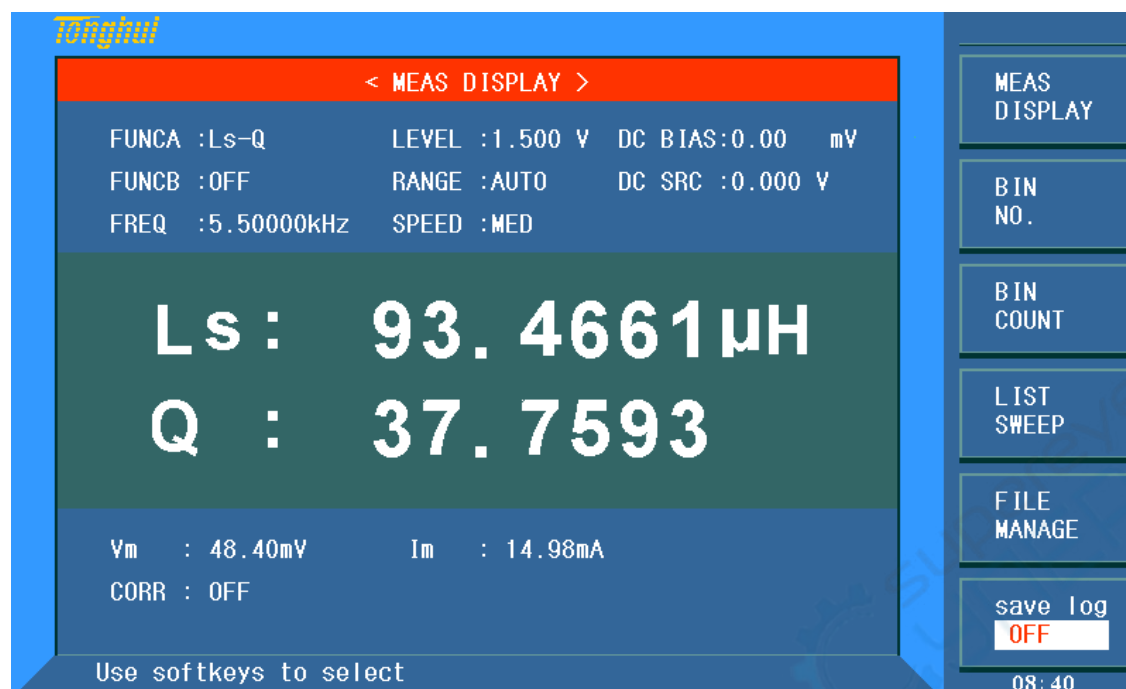 Tonghui
< MEAS DISPLAY >
FUNCA :Ls-Q LEVEL :1.500 V DC BIAS:0.00 mV
FUNCB :OFF RANGE :AUTO DC SRC :0.000 V
FREQ :5.50000kHz SPEED :MED
Ls: 93.4661µH
Q : 37.7593
Vm : 48.40mV Im : 14.98mA
CORR : OFF
Use softkeys to select
MEAS
DISPLAY
BIN
NO.
BIN
COUNT
LIST
SWEEP
FILE
MANAGE
save log
OFF
08:40